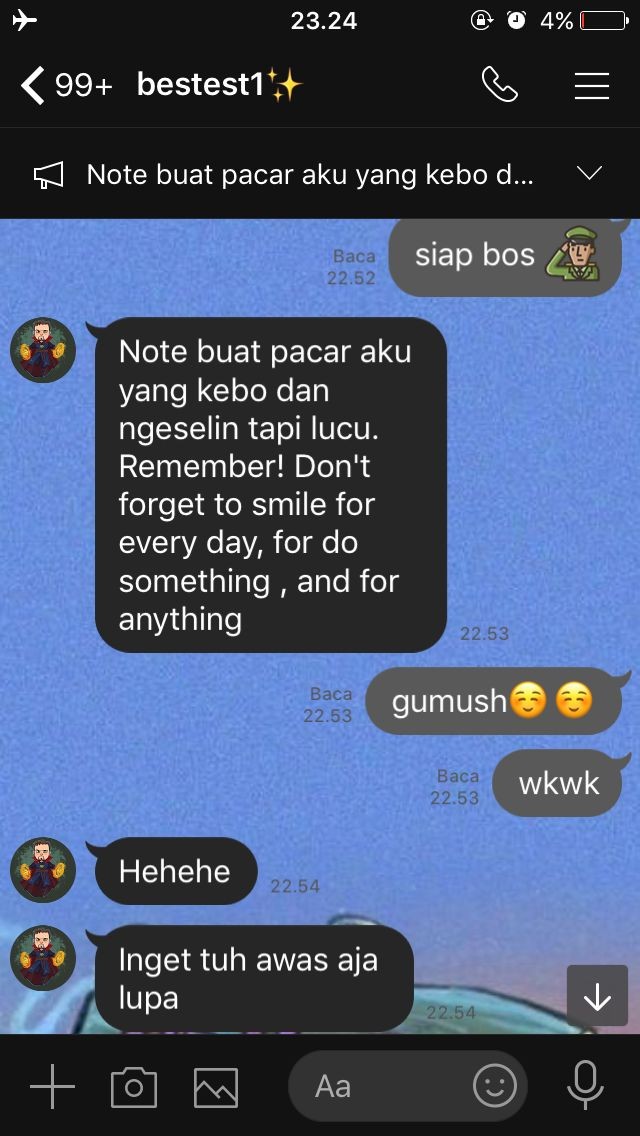 23.24
4%
99+ bestest1✨
Note buat pacar aku yang kebo d...
siap bos
Baca
22.52
Note buat pacar aku
yang kebo dan
ngeselin tapi lucu.
Remember! Don't
forget to smile for
every day, for do
something , and for
anything
22.53
gumush☺️ ☺️
Baca
22.53
wkwk
Baca
22.53
Hehehe
22.54
Inget tuh awas aja
lupa
22.54
Aa